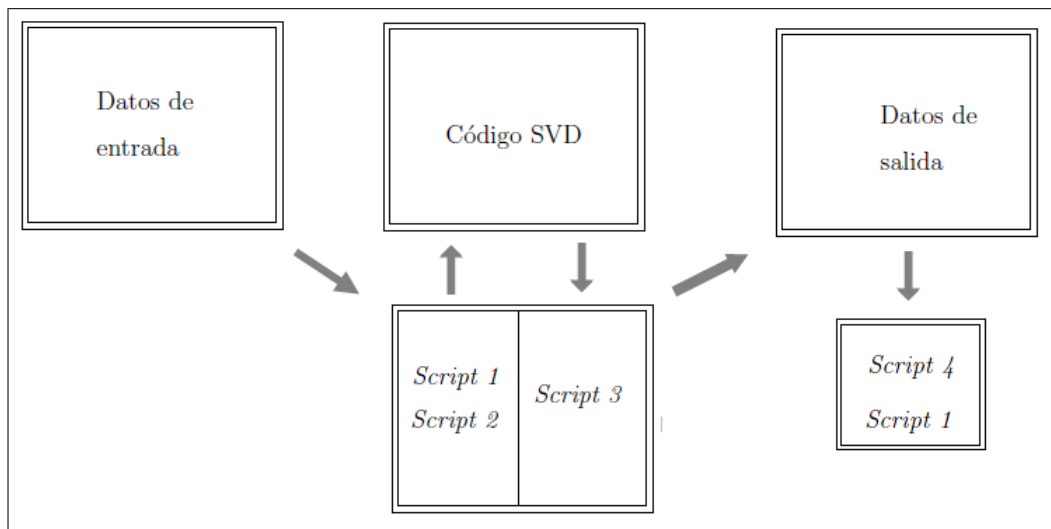 Datos de
entrada
Código SVD
Datos de
salida
Script 1
Script 2
Script 3
Script 4
Script 1